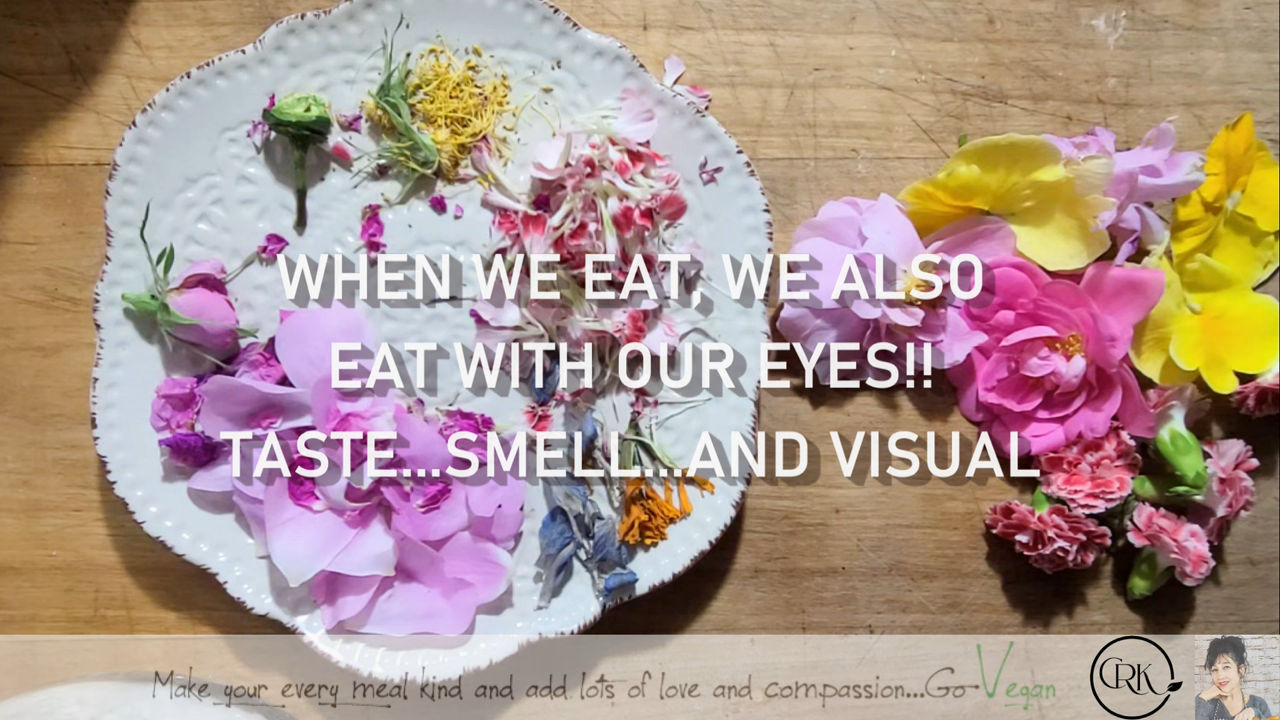 WHEN WE EAT, WE ALSO
EAT WITH OUR EYES!!
TASTE...SMELL....AND VISUAL
Make your every meal kind and add lots of love and compassion...Go Vegan
CRK